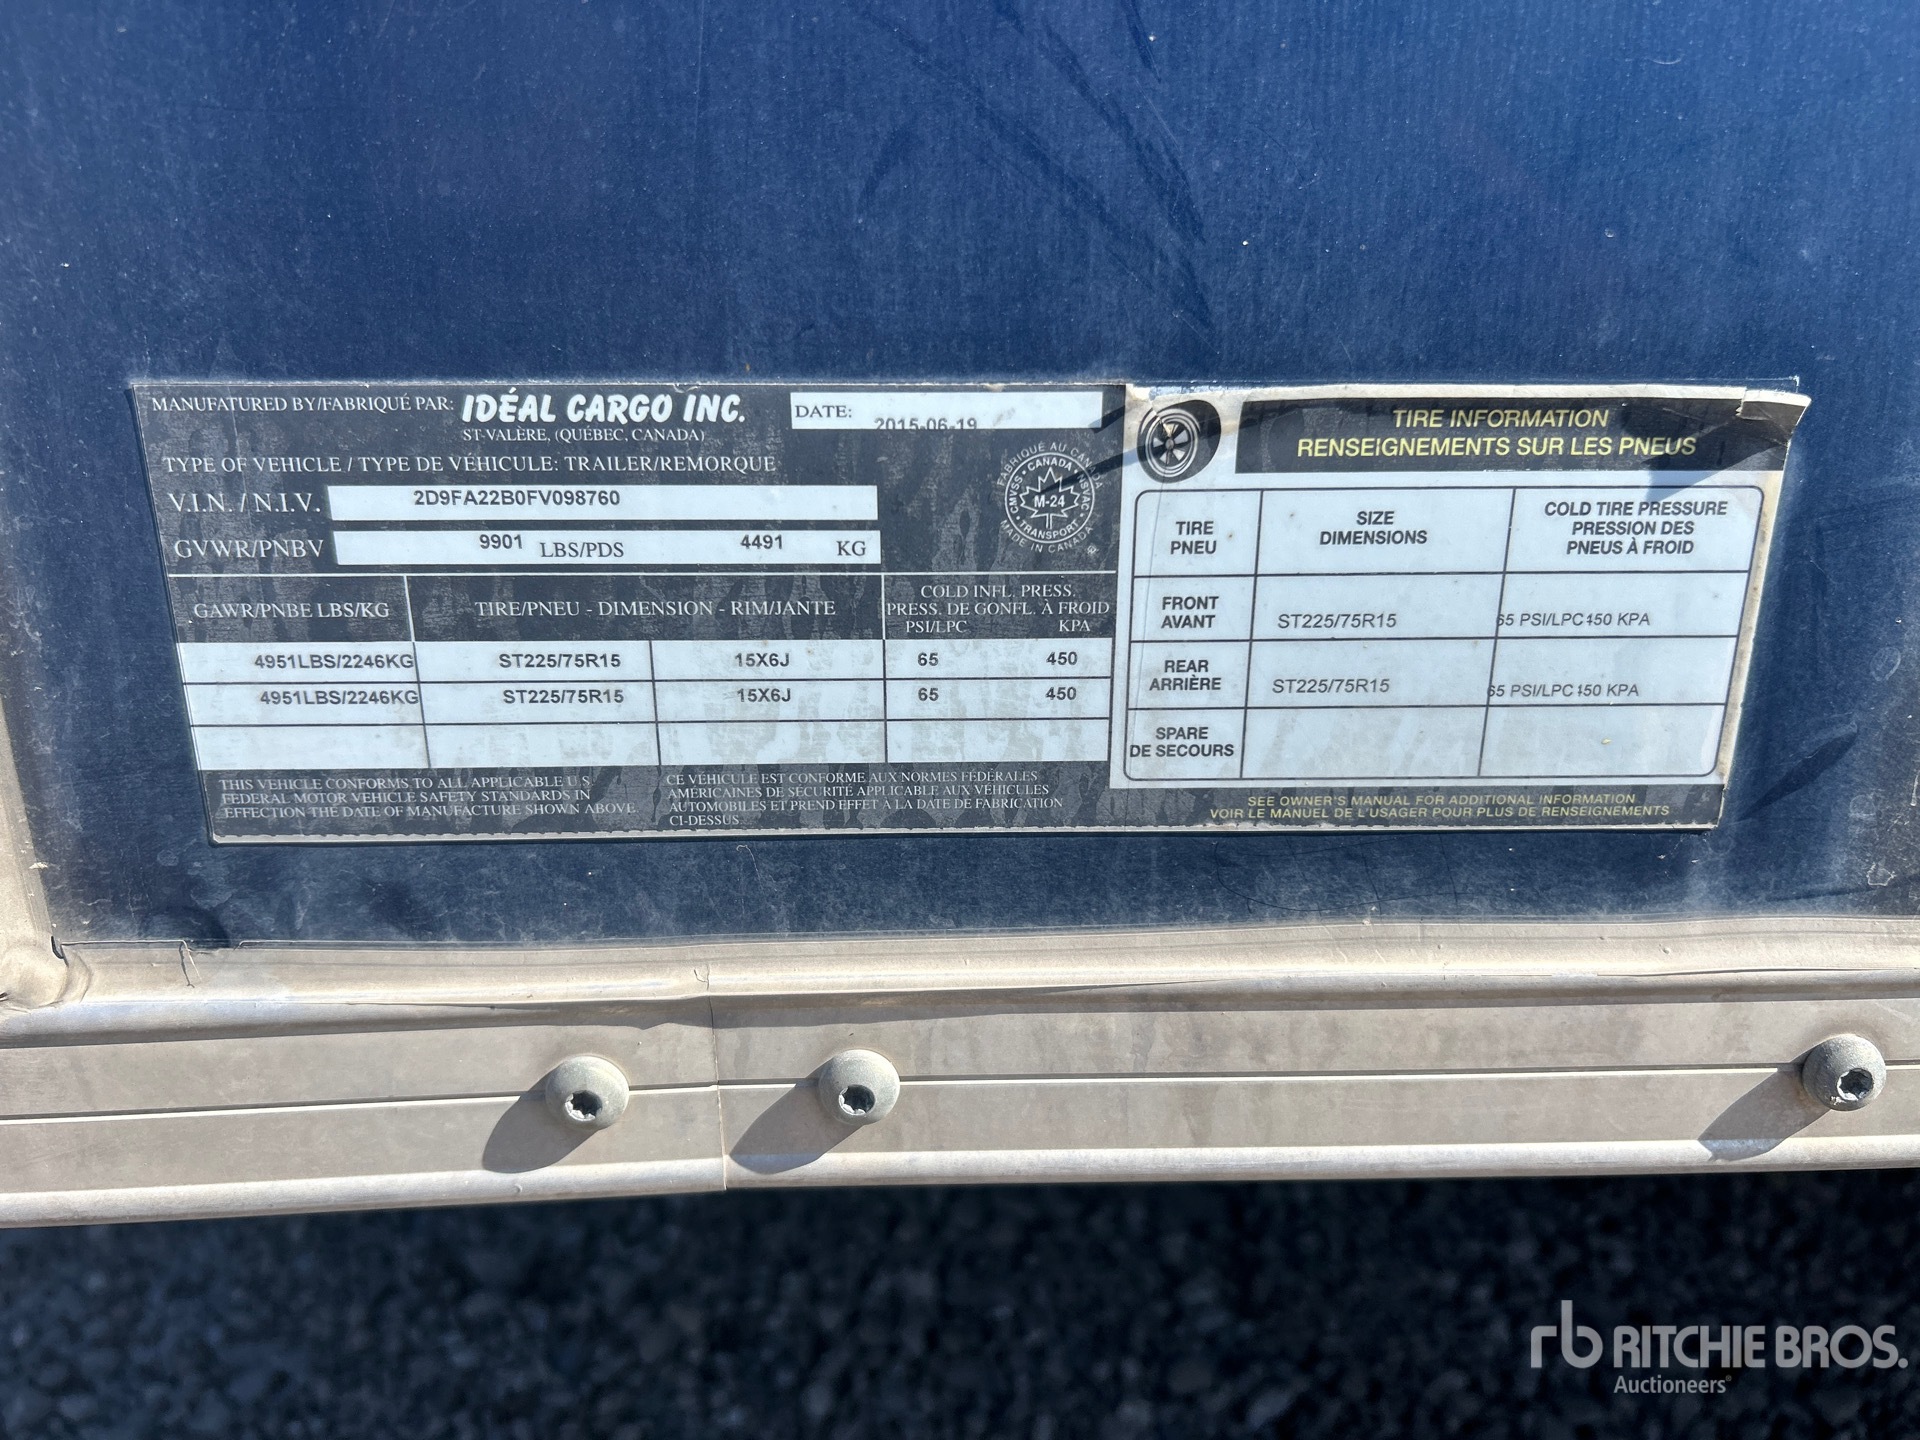 MANUFATURED BY/FABRIQUÉ PAR: IDÉAL CARGO INC.
ST-VALÈRE, (QUÉBEC, CANADA)
DATE: 2015-06-19
TYPE OF VEHICLE / TYPE DE VÉHICULE: TRAILER/REMORQUE
V.I.N. / N.I.V. 2D9FA22B0FV098760
GVWR/PNBV 9901 LBS/PDS 4491 KG
FABRIQUÉ AU CANADA
CANADA
CMVSS NSVAC
M-24
TRANSPORT
MADE IN CANADA
GAWR/PNBE LBS/KG TIRE/PNEU - DIMENSION - RIM/JANTE COLD INFL. PRESS.
PRESS. DE GONFL. À FROID
PSI/LPC KPA
4951LBS/2246KG ST225/75R15 15X6J 65 450
4951LBS/2246KG ST225/75R15 15X6J 65 450
THIS VEHICLE CONFORMS TO ALL APPLICABLE U.S.
FEDERAL MOTOR VEHICLE SAFETY STANDARDS IN
EFFECTION THE DATE OF MANUFACTURE SHOWN ABOVE
CE VÉHICULE EST CONFORME AUX NORMES FÉDÉRALES
AMÉRICAINES DE SÉCURITÉ APPLICABLE AUX VÉHICULES
AUTOMOBILES ET PREND EFFET À LA DATE DE FABRICATION
CI-DESSUS.
TIRE INFORMATION
RENSEIGNEMENTS SUR LES PNEUS
TIRE
PNEU
SIZE
DIMENSIONS
COLD TIRE PRESSURE
PRESSION DES
PNEUS À FROID
FRONT
AVANT
ST225/75R15
65 PSI/LPC 450 KPA
REAR
ARRIÈRE
ST225/75R15
65 PSI/LPC 450 KPA
SPARE
DE SECOURS
SEE OWNER'S MANUAL FOR ADDITIONAL INFORMATION
VOIR LE MANUEL DE L'USAGER POUR PLUS DE RENSEIGNEMENTS
rb RITCHIE BROS.
Auctioneers